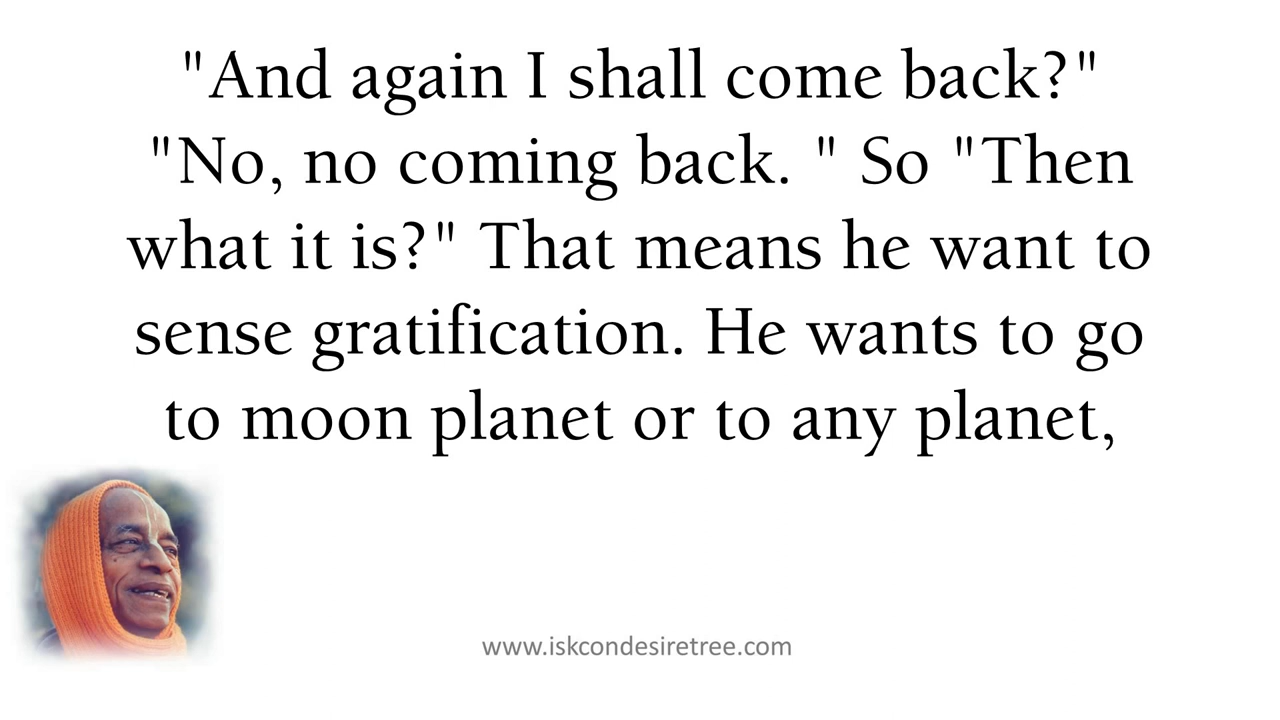 "And again I shall come back?"
"No, no coming back. " So "Then
what it is?" That means he want to
sense gratification. He wants to go
to moon planet or to any planet,
www.iskcondesiretree.com